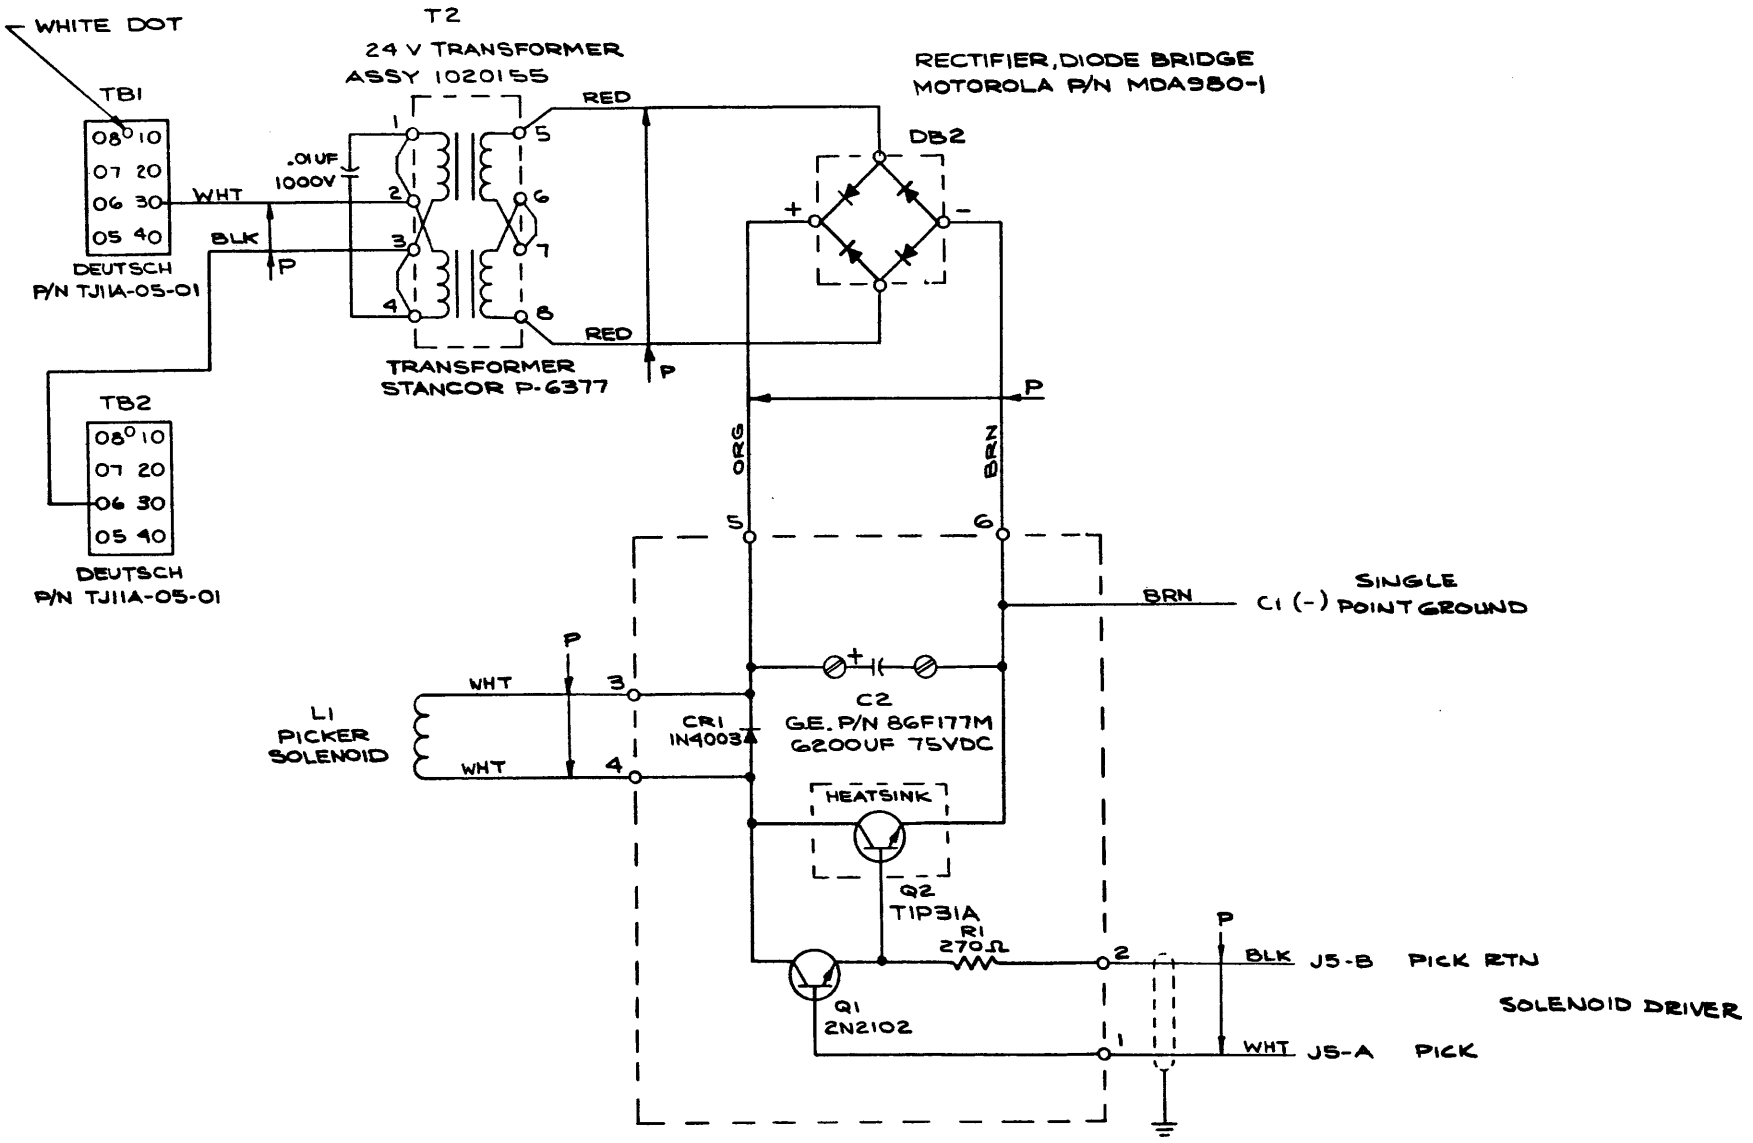 WHITE DOT
T2
24 V TRANSFORMER
ASSY 1020155
RECTIFIER, DIODE BRIDGE
MOTOROLA P/N MDA980-1
TB1
08 10
07 20
06 30
05 40
DEUTSCH
P/N TJ11A-05-01
WHT
BLK
P
.01UF
1000V
1
2
3
4
5
6
7
8
TRANSFORMER
STANCOR P-6377
RED
RED
P
DB2
+
-
P
ORG
BRN
TB2
08 10
07 20
06 30
05 40
DEUTSCH
P/N TJ11A-05-01
5
6
BRN
C1 (-)
SINGLE
POINT GROUND
P
WHT
3
L1
PICKER
SOLENOID
WHT
4
+
C2
G.E. P/N 86F177M
6200UF 75VDC
CR1
1N4003
HEATSINK
Q2
TIP31A
R1
270Ω
Q1
2N2102
2
P
BLK J5-B PICK RTN
SOLENOID DRIVER
1
WHT J5-A PICK